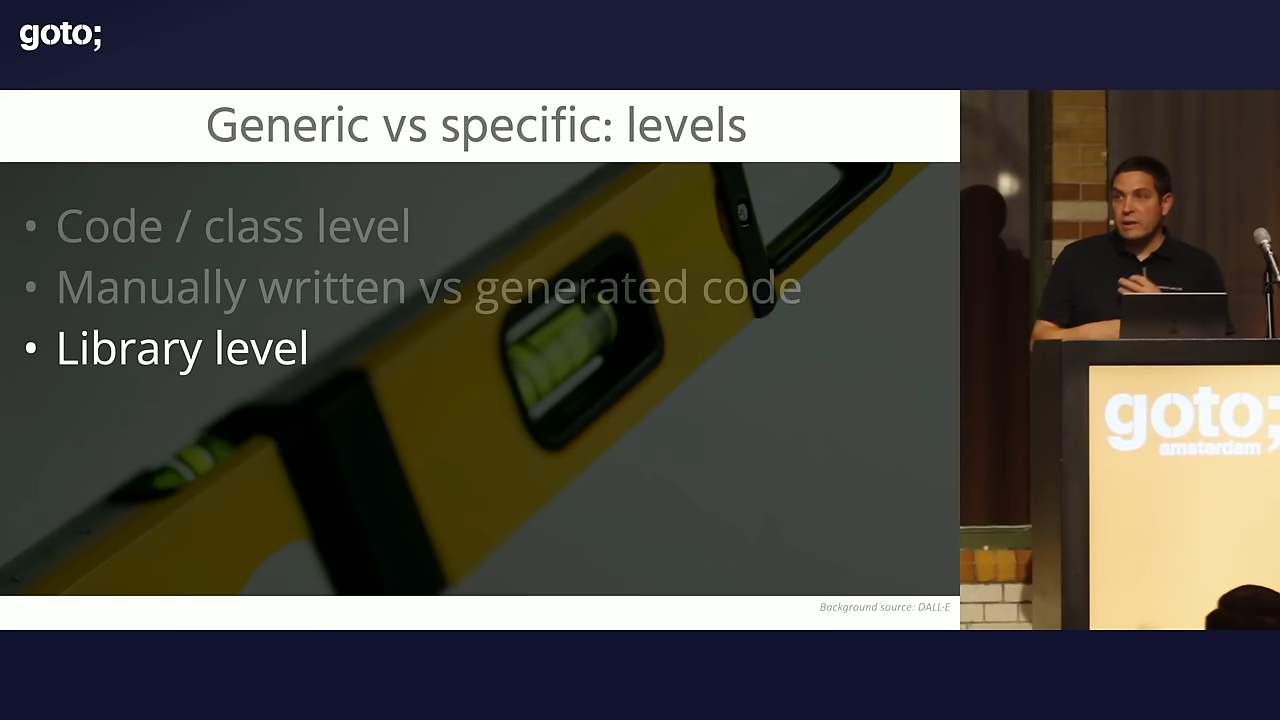 goto;
Generic vs specific: levels
• Code / class level
• Manually written vs generated code
• Library level
Background source: DALL·E
goto;
amsterdam